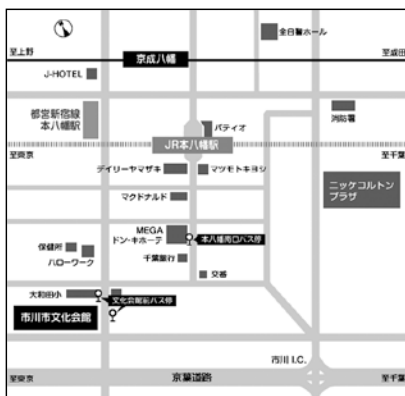 全日警ホール
至上野
京成八幡
至成田
J-HOTEL
都営新宿線
本八幡駅
パティオ
消防署
JR本八幡駅
至東京
至千葉
デイリーヤマザキ
マツモトキヨシ
ニッケコルトン
プラザ
マクドナルド
MEGA
ドン・キホーテ
本八幡南口バス停
保健所
ハローワーク
千葉銀行
交番
大和田小
文化会館前バス停
市川市文化会館
市川 I.C.
至東京
京葉道路
至千葉